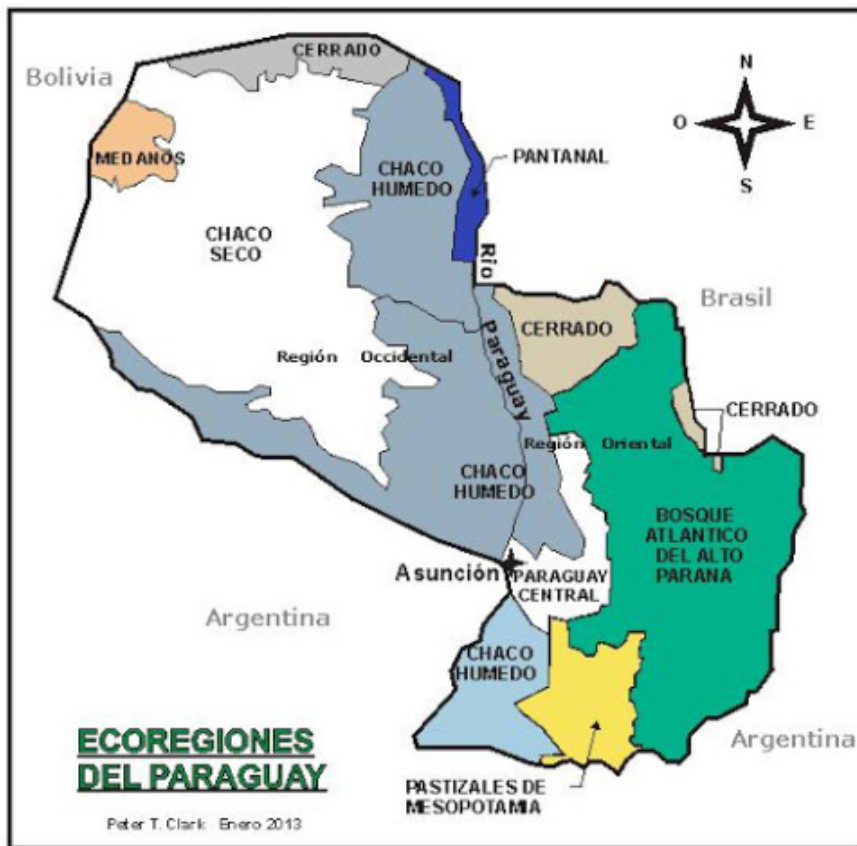 CERRADO
Bolivia
N
O
E
S
MEDANOS
CHACO
HUMEDO
PANTANAL
CHACO
SECO
Río
Paraguay
Brasil
CERRADO
Región Occidental
CERRADO
Región Oriental
CHACO
HUMEDO
BOSQUE
ATLANTICO
DEL ALTO
PARANA
Asunción
PARAGUAY
CENTRAL
Argentina
CHACO
HUMEDO
ECOREGIONES
DEL PARAGUAY
Argentina
PASTIZALES DE
MESOPOTAMIA
Peter T. Clark Enero 2013